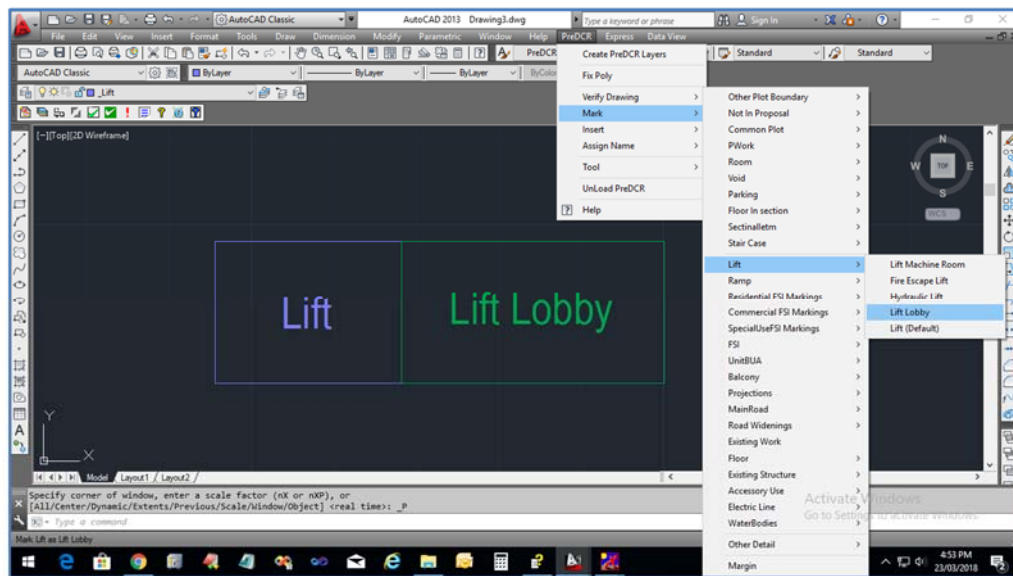 AutoCAD Classic
AutoCAD 2013 Drawing3.dwg
Type a keyword or phrase
Sign In
File Edit View Insert Format Tools Draw Dimension Modify Parametric Window Help PreDCR Express Data View
PreDCR
Standard
Standard
AutoCAD Classic
ByLayer
ByLayer
ByLayer
ByColor
_Lift
[-][Top][2D Wireframe]
Create PreDCR Layers
Fix Poly
Verify Drawing
Mark
Insert
Assign Name
Tool
UnLoad PreDCR
Help
Other Plot Boundary
Not In Proposal
Common Plot
PWork
Room
Void
Parking
Floor In section
Sectinalletm
Stair Case
Lift
Ramp
Residential FSI Markings
Commercial FSI Markings
SpecialUseFSI Markings
FSI
UnitBUA
Balcony
Projections
MainRoad
Road Widenings
Existing Work
Floor
Existing Structure
Accessory Use
Electric Line
WaterBodies
Other Detail
Margin
Lift Machine Room
Fire Escape Lift
Hydraulic Lift
Lift Lobby
Lift (Default)
N
W TOP E
S
WCS
Lift
Lift Lobby
Y
X
Model Layout1 Layout2
Specify corner of window, enter a scale factor (nX or nXP), or
[All/Center/Dynamic/Extents/Previous/Scale/Window/Object] <real time>: _P
Type a command
Mark Lift as Lift Lobby
Activate Windows
Go to Settings to activate Windows.
4:53 PM
23/03/2018